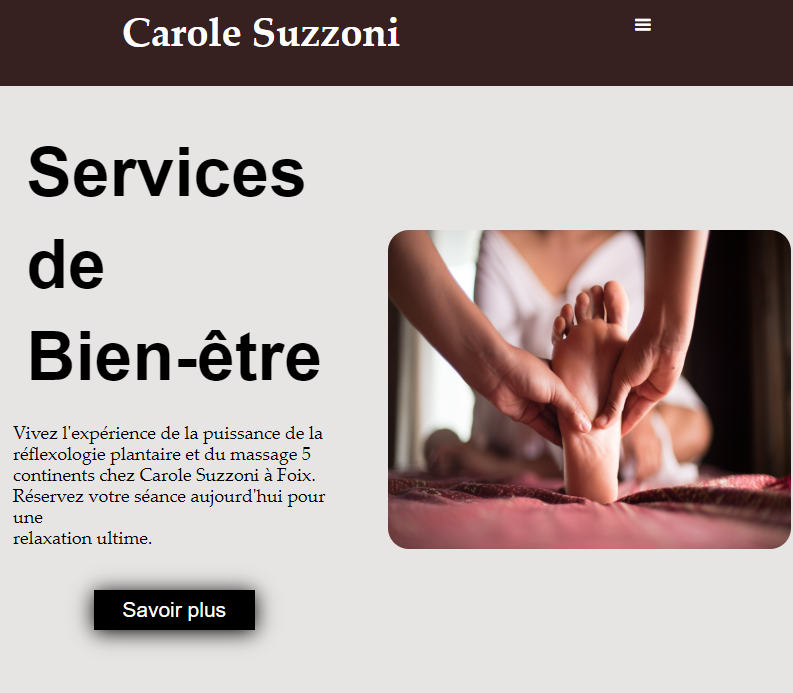 Carole Suzzoni
Services
de
Bien-être
Vivez l'expérience de la puissance de la
réflexologie plantaire et du massage 5
continents chez Carole Suzzoni à Foix.
Réservez votre séance aujourd'hui pour
une
relaxation ultime.
Savoir plus